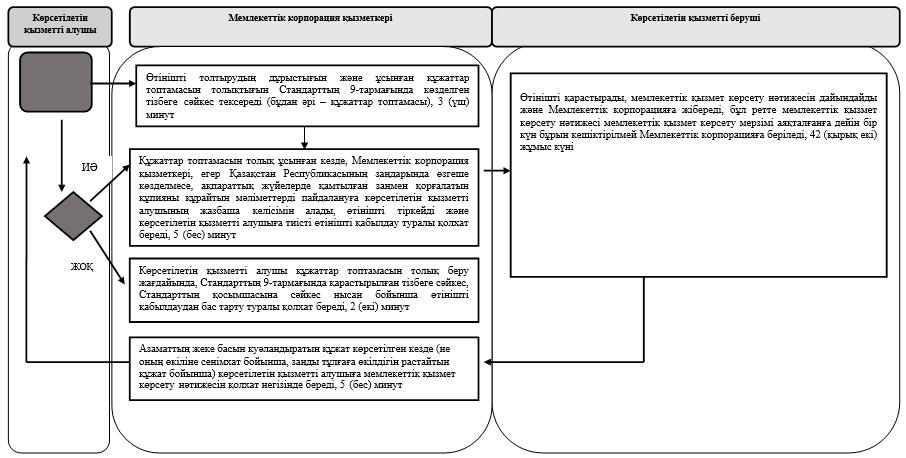 Көрсетілетін
қызметті алушы
Мемлекеттік корпорация қызметкері
Көрсетілетін қызметті беруші
Өтінішті толтырудың дұрыстығын және ұсынған құжаттар
топтамасын толықтығын Стандарттың 9-тармағында көзделген
тізбеге сәйкес тексереді (бұдан әрі – құжаттар топтамасы), 3 (үш)
минут
ИӘ
Құжаттар топтамасын толық ұсынған кезде, Мемлекеттік корпорация
қызметкері, егер Қазақстан Республикасының заңдарында өзгеше
көзделмесе, ақпараттық жүйелерде қамтылған заңмен қорғалатын
құпияны құрайтын мәліметтерді пайдалануға көрсетілетін қызметті
алушының жазбаша келісімін алады, өтінішті тіркейді және
көрсетілетін қызметті алушыға тиісті өтінішті қабылдау туралы қолхат
береді, 5 (бес) минут
ЖОҚ
Көрсетілетін қызметті алушы құжаттар топтамасын толық беру
жағдайында, Стандарттың 9-тармағында қарастырылған тізбеге сәйкес,
Стандарттың қосымшасына сәйкес нысан бойынша өтінішті
қабылдаудан бас тарту туралы қолхат береді, 2 (екі) минут
Азаматтың жеке басын куәландыратын құжат көрсетілген кезде (не
оның өкіліне сенімхат бойынша, заңды тұлғаға өкілдігін растайтын
құжат бойынша) көрсетілетін қызметті алушыға мемлекеттік қызмет
көрсету нәтижесін қолхат негізінде береді, 5 (бес) минут
Өтінішті қарастырады, мемлекеттік қызмет көрсету нәтижесін дайындайды
және Мемлекеттік корпорацияға жібереді, бұл ретте мемлекеттік қызмет
көрсету нәтижесі мемлекеттік қызмет көрсету мерзімі аяқталғанға дейін бір
күн бұрын кешіктірілмей Мемлекеттік корпорацияға беріледі, 42 (қырық екі)
жұмыс күні